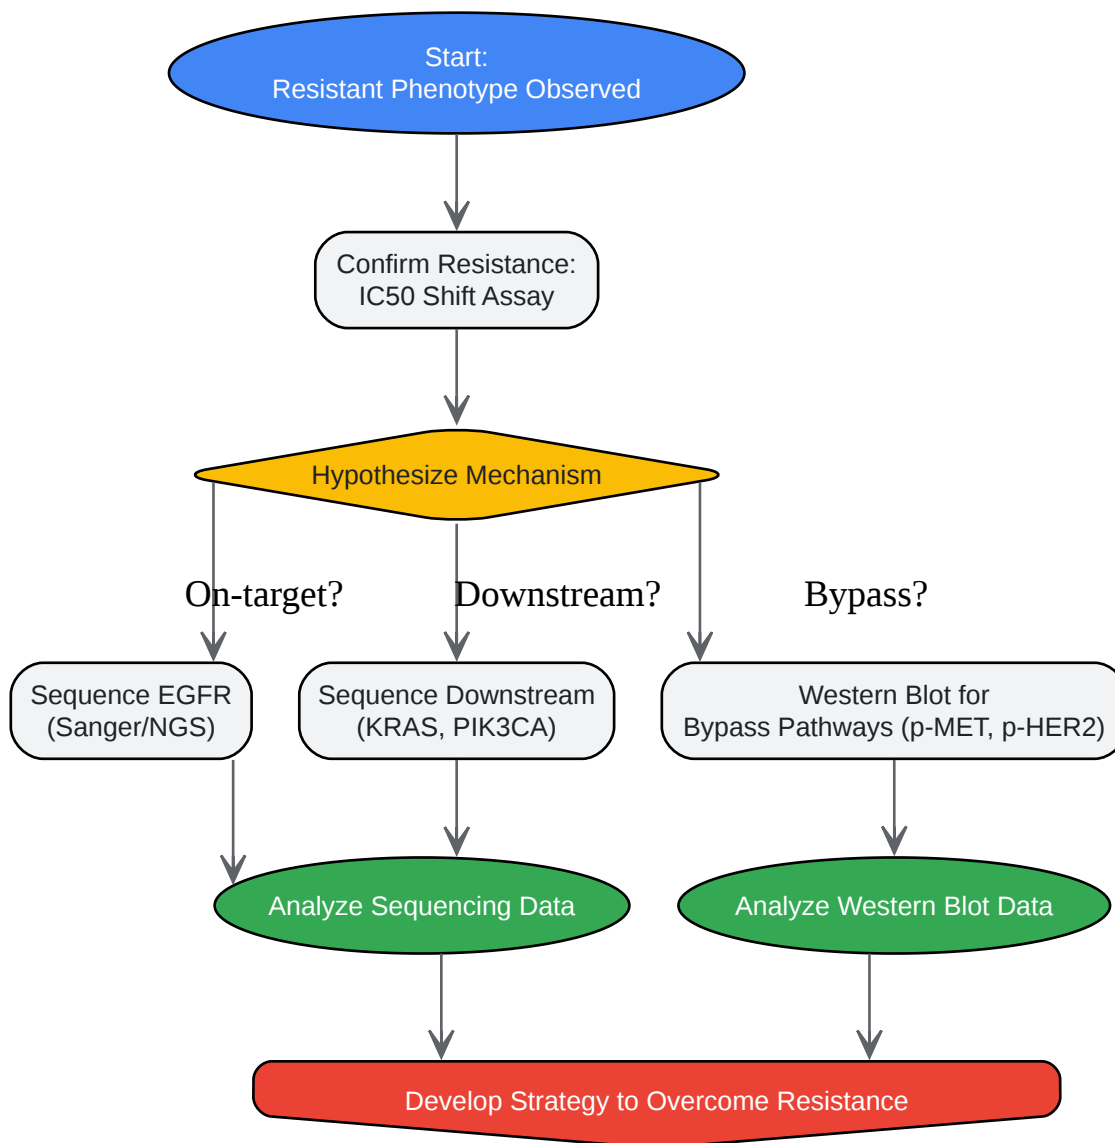 Start:
Resistant Phenotype Observed
Confirm Resistance:
IC50 Shift Assay
Hypothesize Mechanism
On-target?
Downstream?
Bypass?
Sequence EGFR
(Sanger/NGS)
Sequence Downstream
(KRAS, PIK3CA)
Western Blot for
Bypass Pathways (p-MET, p-HER2)
Analyze Sequencing Data
Analyze Western Blot Data
Develop Strategy to Overcome Resistance